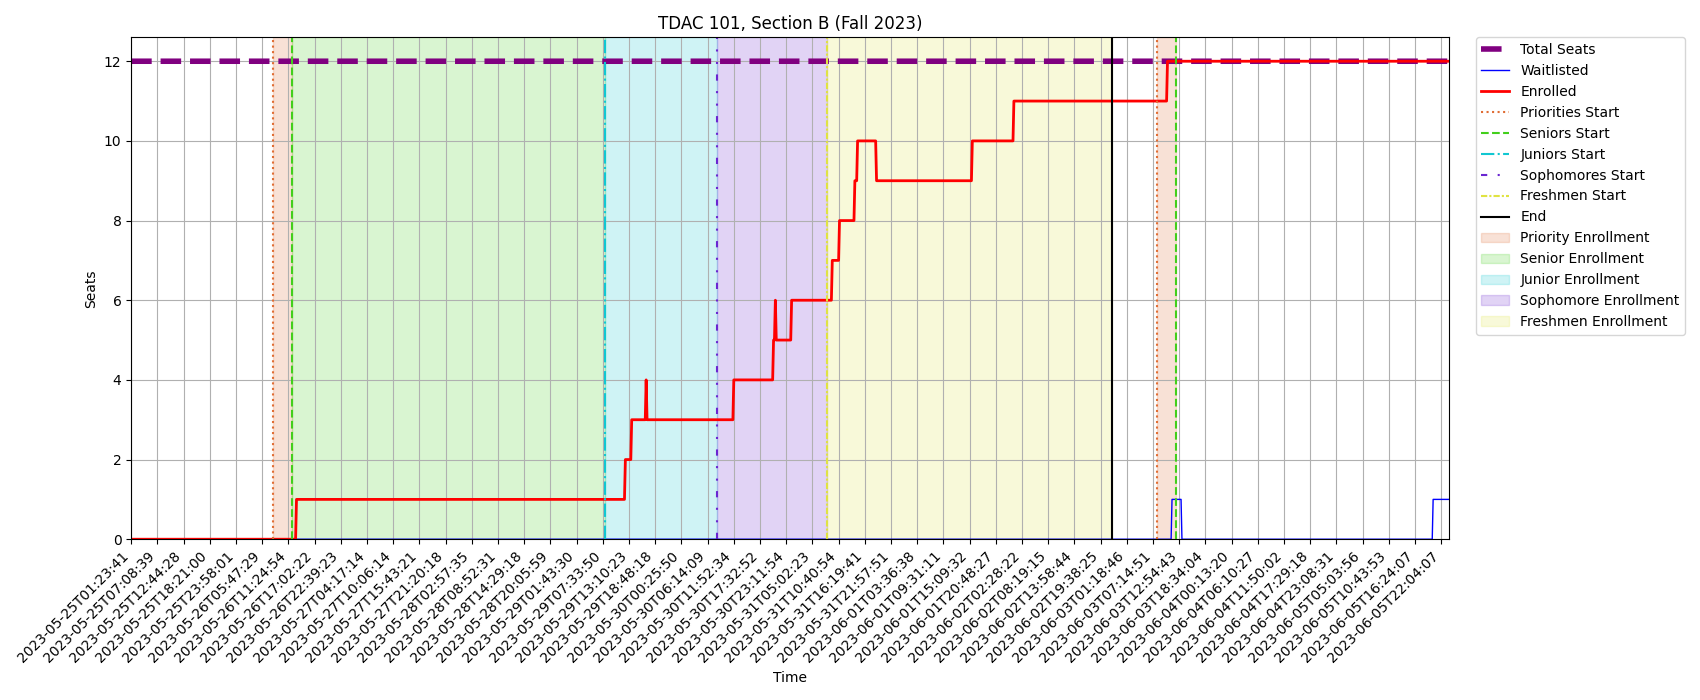 TDAC 101, Section B (Fall 2023)
Seats
12
10
8
6
4
2
0
2023-05-25T01:23:41
2023-05-25T07:08:39
2023-05-25T12:44:28
2023-05-25T18:21:00
2023-05-25T23:58:01
2023-05-26T05:47:29
2023-05-26T11:24:54
2023-05-26T17:02:22
2023-05-26T22:39:23
2023-05-27T04:17:14
2023-05-27T10:06:14
2023-05-27T15:43:21
2023-05-27T21:20:18
2023-05-28T02:57:35
2023-05-28T08:52:31
2023-05-28T14:29:18
2023-05-28T20:05:59
2023-05-29T01:43:30
2023-05-29T07:33:50
2023-05-29T13:10:23
2023-05-29T18:48:18
2023-05-30T00:25:50
2023-05-30T06:14:09
2023-05-30T11:52:34
2023-05-30T17:32:52
2023-05-30T23:11:54
2023-05-31T05:02:23
2023-05-31T10:40:54
2023-05-31T16:19:41
2023-05-31T21:57:51
2023-06-01T03:36:38
2023-06-01T09:31:11
2023-06-01T15:09:32
2023-06-01T20:48:27
2023-06-02T02:28:22
2023-06-02T08:19:15
2023-06-02T13:58:44
2023-06-02T19:38:25
2023-06-03T01:18:46
2023-06-03T07:14:51
2023-06-03T12:54:43
2023-06-03T18:34:04
2023-06-04T00:13:20
2023-06-04T06:10:27
2023-06-04T11:50:02
2023-06-04T17:29:18
2023-06-04T23:08:31
2023-06-05T05:03:56
2023-06-05T10:43:53
2023-06-05T16:24:07
2023-06-05T22:04:07
Time
Total Seats
Waitlisted
Enrolled
Priorities Start
Seniors Start
Juniors Start
Sophomores Start
Freshmen Start
End
Priority Enrollment
Senior Enrollment
Junior Enrollment
Sophomore Enrollment
Freshmen Enrollment